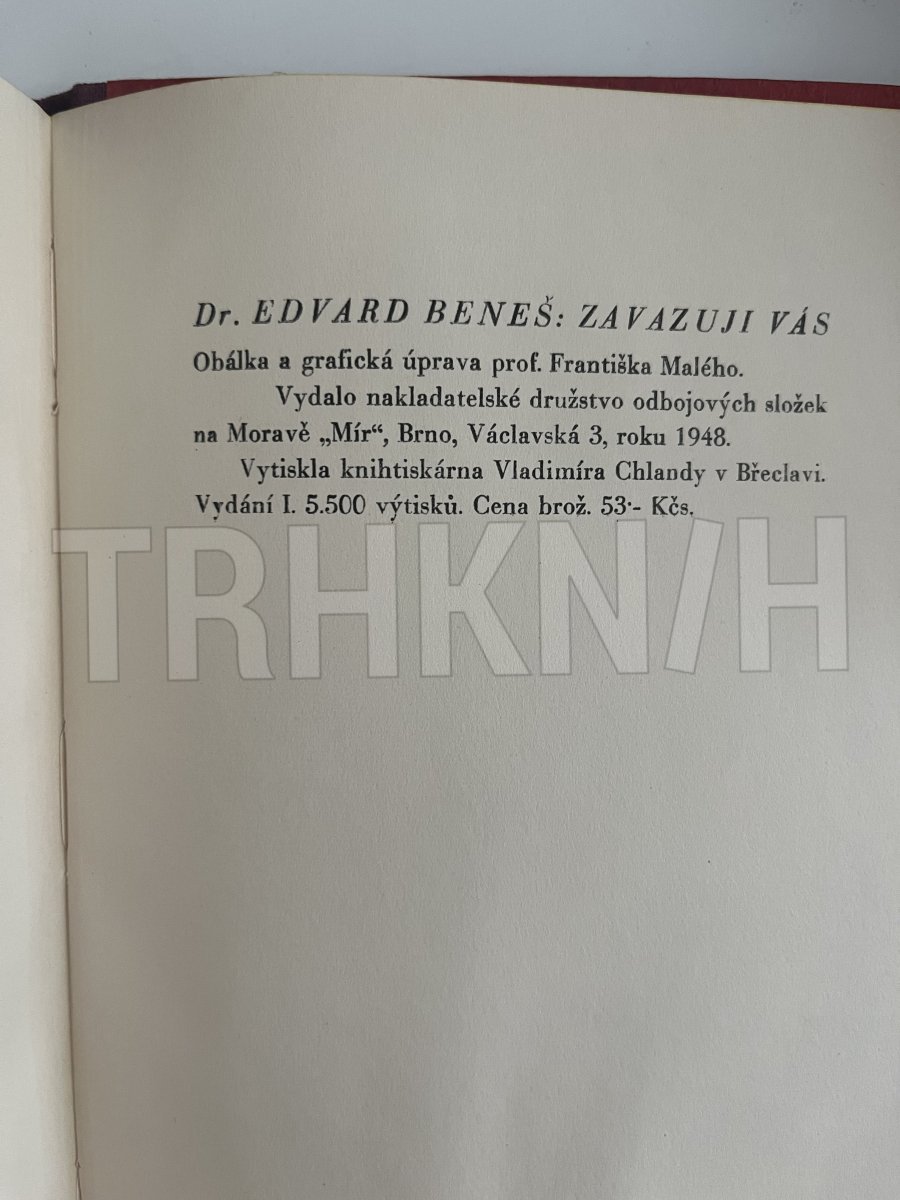 Dr. EDVARD BENEŠ: ZAVAZUJI VÁS
Obálka a grafická úprava prof. Františka Malého.
Vydalo nakladatelské družstvo odbojových složek
na Moravě „Mír“, Brno, Václavská 3, roku 1948.
Vytiskla knihtiskárna Vladimíra Chlandy v Břeclavi.
Vydání I. 5.500 výtisků. Cena brož. 53·- Kčs.
TRHKNIH